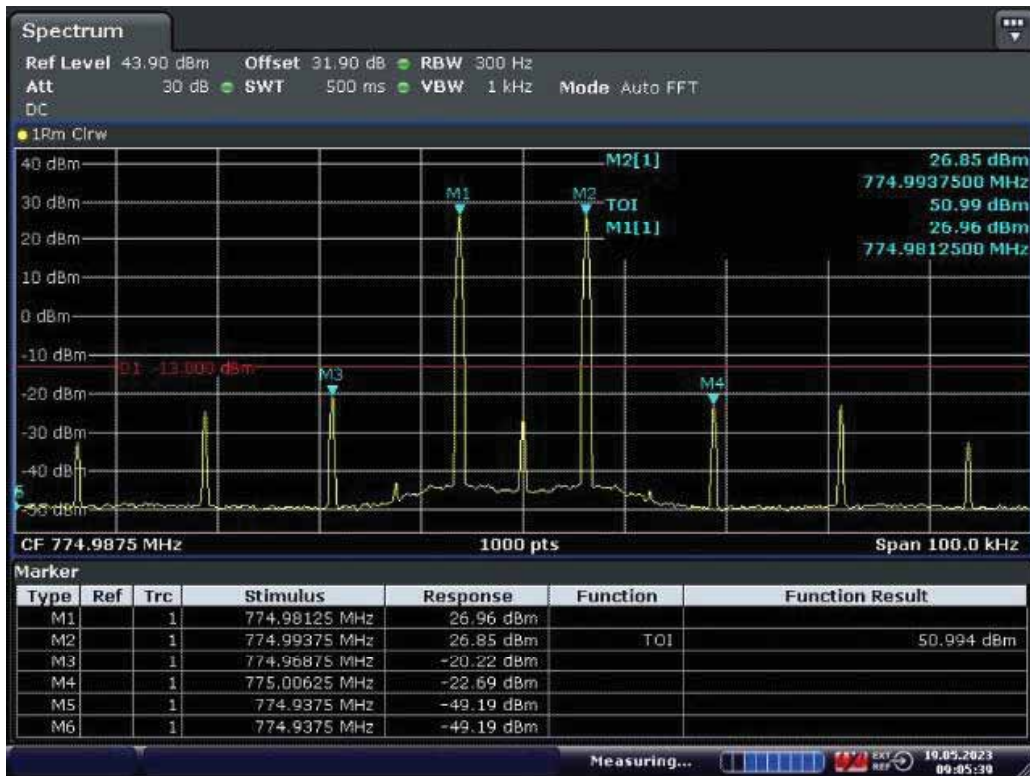 Spectrum
Ref Level 43.90 dBm Offset 31.90 dB RBW 300 Hz
Att 30 dB SWT 500 ms VBW 1 kHz Mode Auto FFT
DC
1Rm Clrw
40 dBm
M2[1] 26.85 dBm
774.9937500 MHz
M1
M2
30 dBm
TOI 50.99 dBm
M1[1] 26.96 dBm
20 dBm
774.9812500 MHz
10 dBm
0 dBm
-10 dBm
D1 -13.000 dBm
M3
M4
-20 dBm
-30 dBm
CF 774.9875 MHz 1000 pts Span 100.0 kHz
Marker
Type Ref Trc Stimulus Response Function Function Result
M1 1 774.98125 MHz 26.96 dBm
M2 1 774.99375 MHz 26.85 dBm TOI 50.994 dBm
M3 1 774.96875 MHz -20.22 dBm
M4 1 775.00625 MHz -22.69 dBm
M5 1 774.9375 MHz -49.19 dBm
M6 1 774.9375 MHz -49.19 dBm
Measuring... EXT REF 19.05.2023
09:05:39